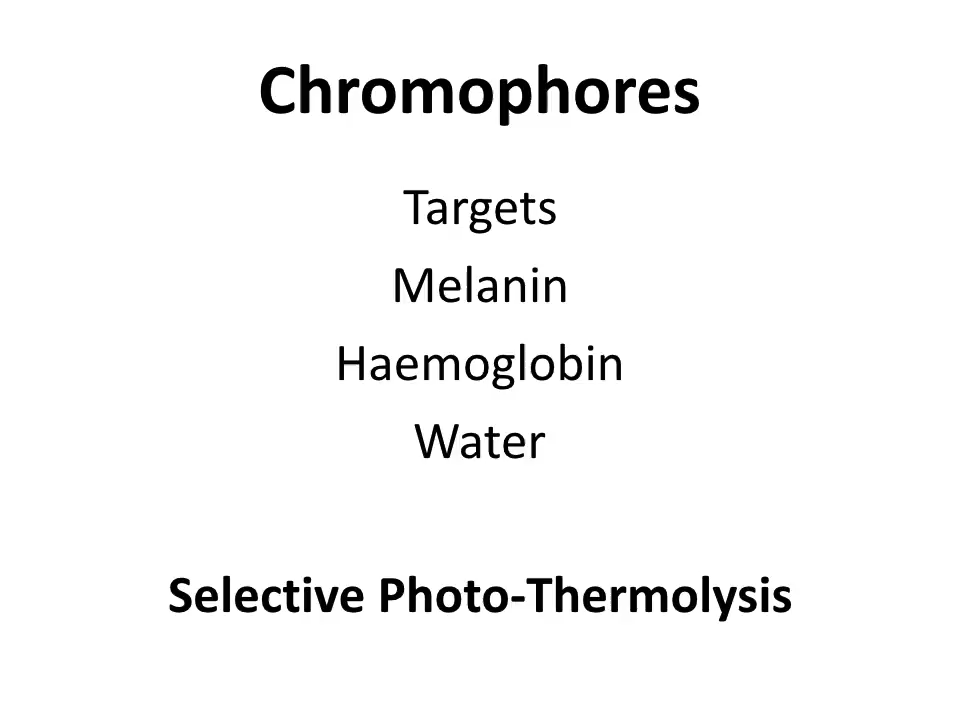 Chromophores
Targets
Melanin
Haemoglobin
Water
Selective Photo-Thermolysis